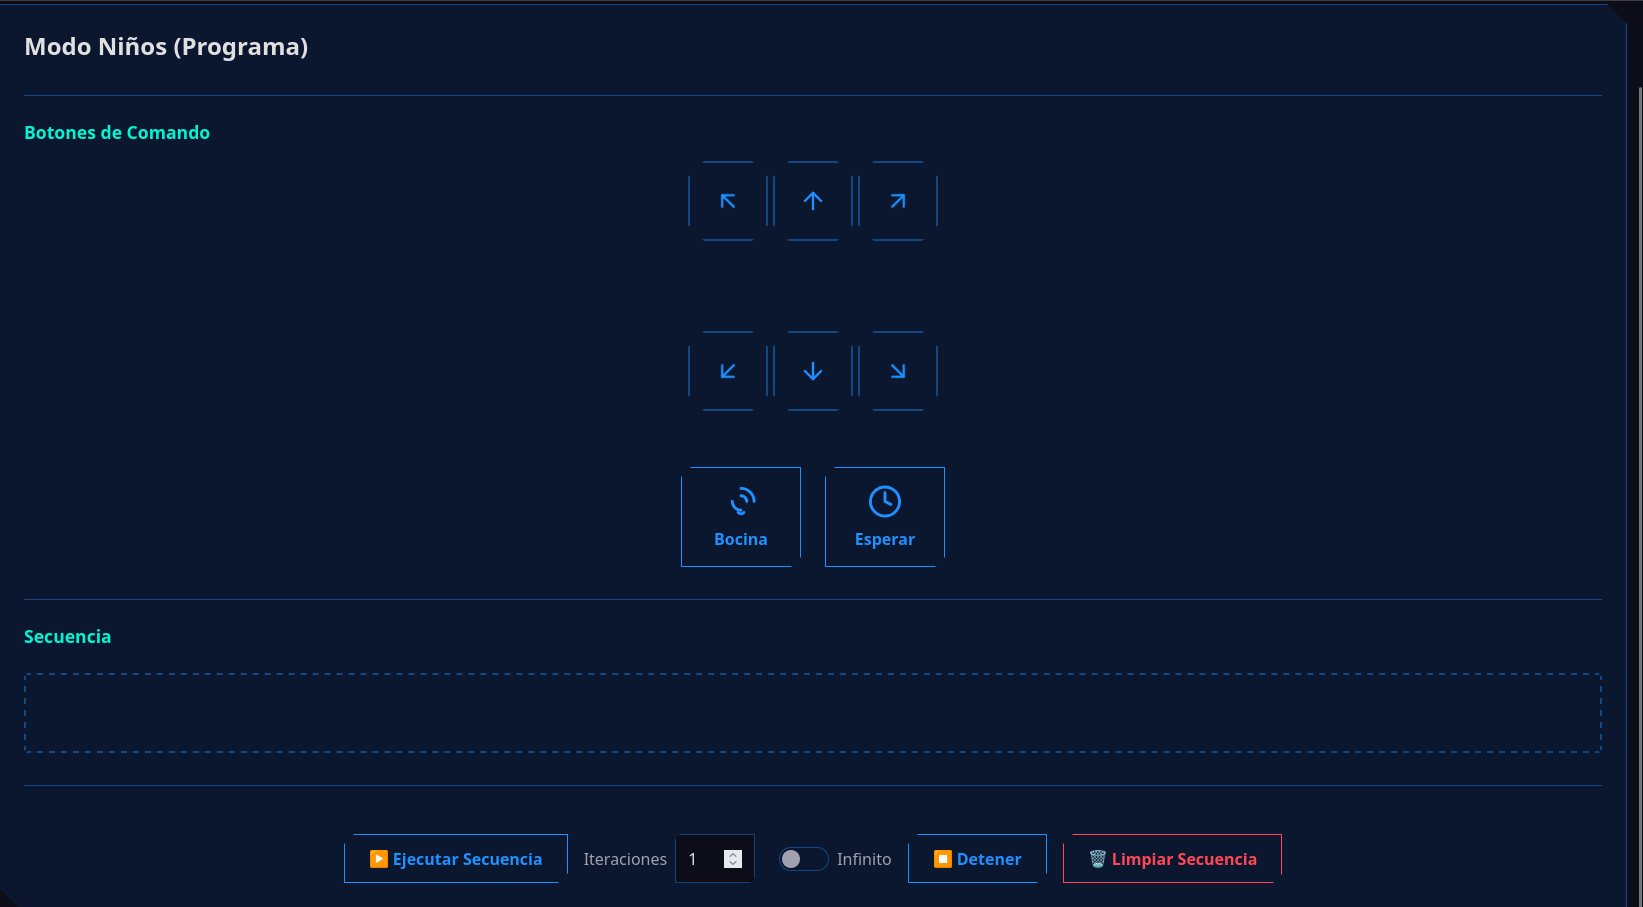 Modo Niños (Programa)
Botones de Comando
Bocina
Esperar
Secuencia
Ejecutar Secuencia
Iteraciones
1
Infinito
Detener
Limpiar Secuencia